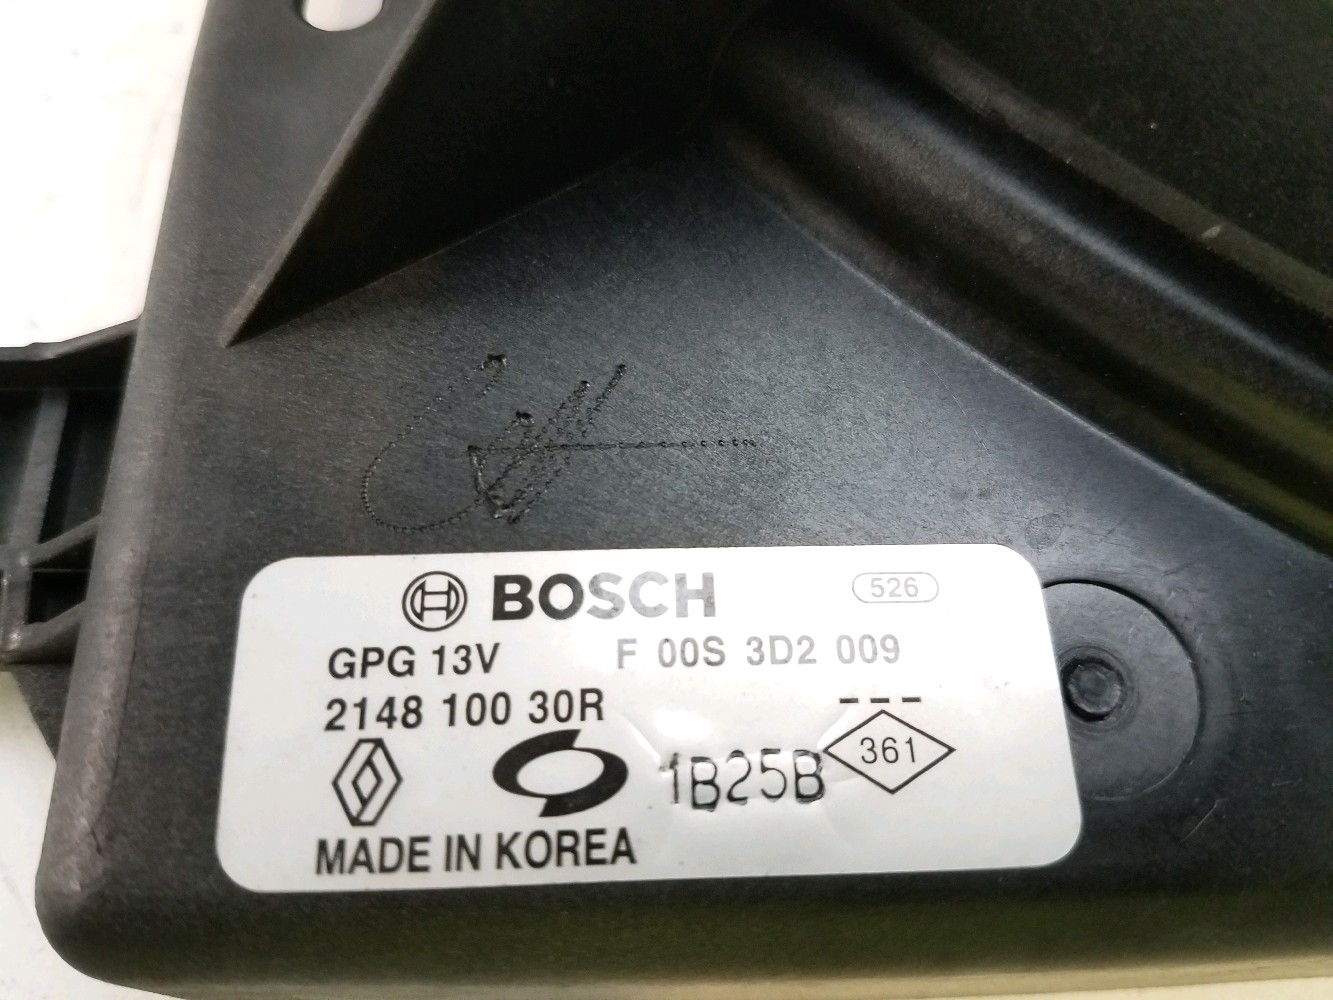 BOSCH 526
GPG 13V F 00S 3D2 009
2148 100 30R ---
1B25B 361
MADE IN KOREA